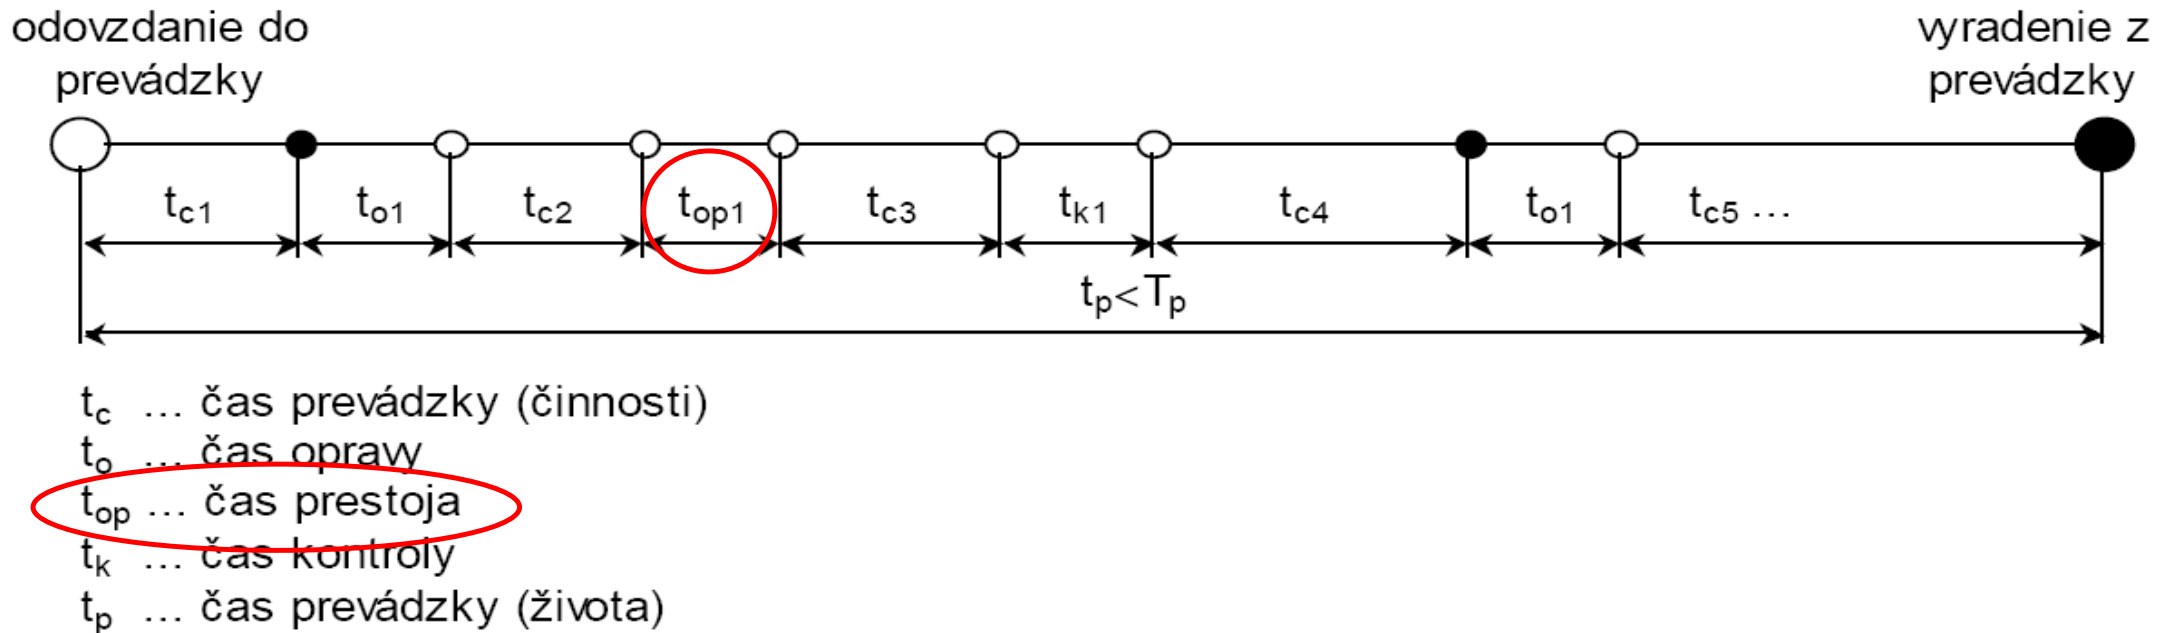 odovzdanie do
prevádzky
vyradenie z
prevádzky
tc1 to1 tc2 top1 tc3 tk1 tc4 to1 tc5 ...
tp<Tp
tc ... čas prevádzky (činnosti)
to ... čas opravy
top ... čas prestoja
tk ... čas kontroly
tp ... čas prevádzky (života)